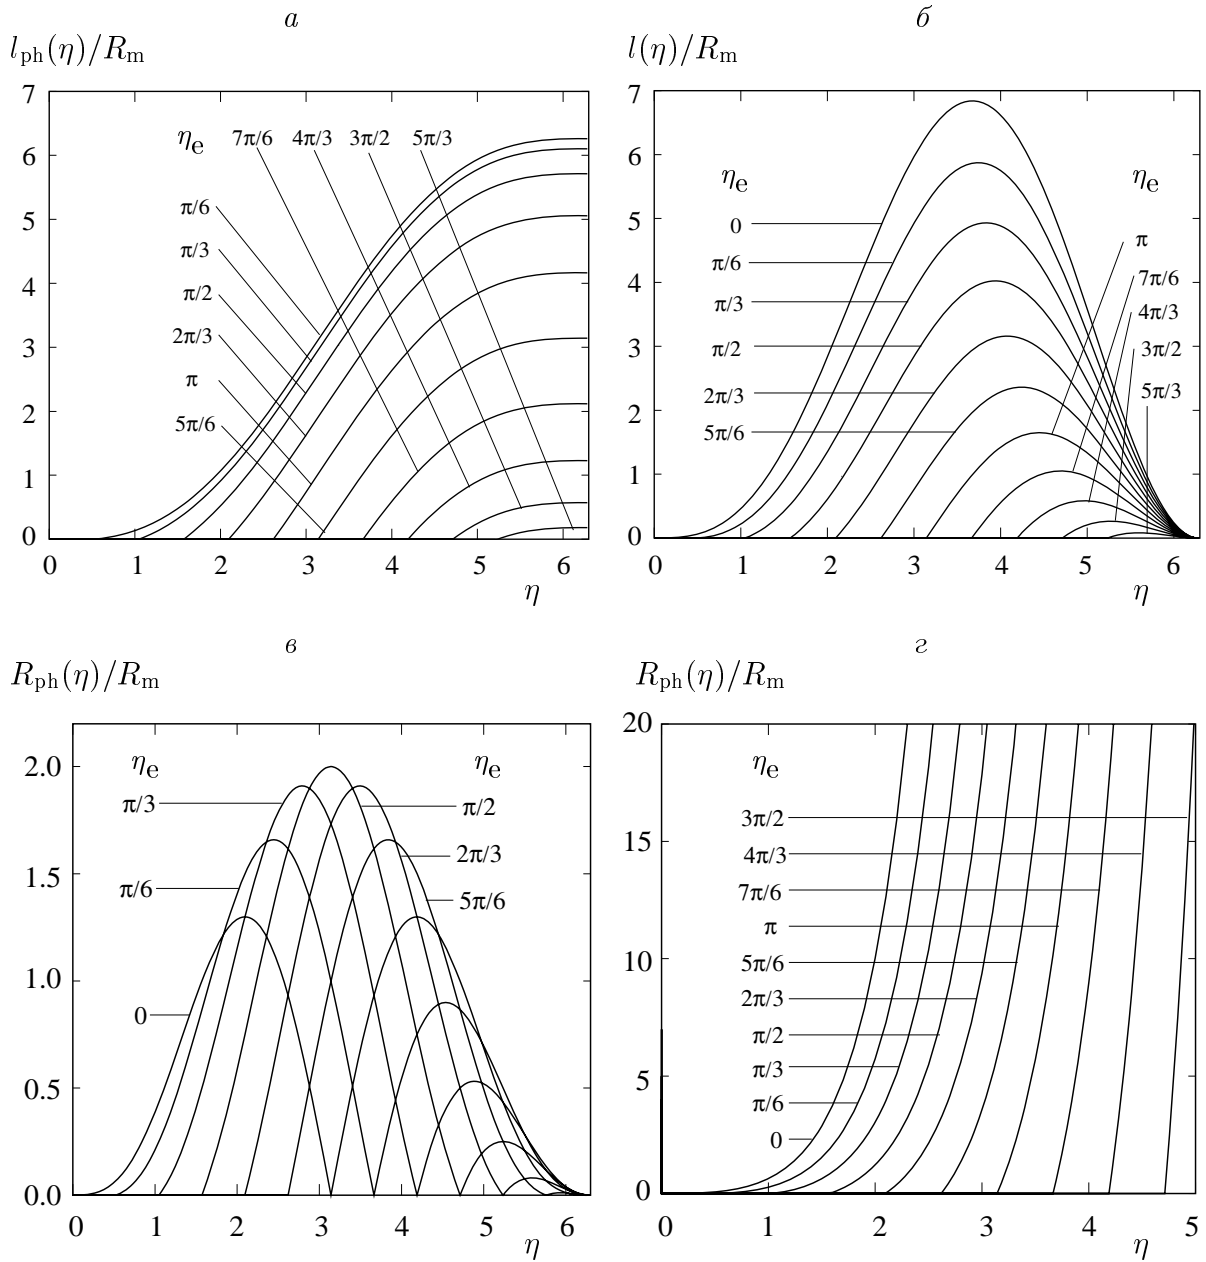 а
l_ph(η)/R_m
7
6
5
4
3
2
1
0
η_e
7π/6 4π/3 3π/2 5π/3
π/6
π/3
π/2
2π/3
π
5π/6
0 1 2 3 4 5 6
η
б
l(η)/R_m
7
6
5
4
3
2
1
0
η_e
0
π/6
π/3
π/2
2π/3
5π/6
η_e
π
7π/6
4π/3
3π/2
5π/3
0 1 2 3 4 5 6
η
в
R_ph(η)/R_m
2.0
1.5
1.0
0.5
0.0
η_e
π/3
π/6
0
η_e
π/2
2π/3
5π/6
0 1 2 3 4 5 6
η
г
R_ph(η)/R_m
20
15
10
5
0
η_e
3π/2
4π/3
7π/6
π
5π/6
2π/3
π/2
π/3
π/6
0
0 1 2 3 4 5
η